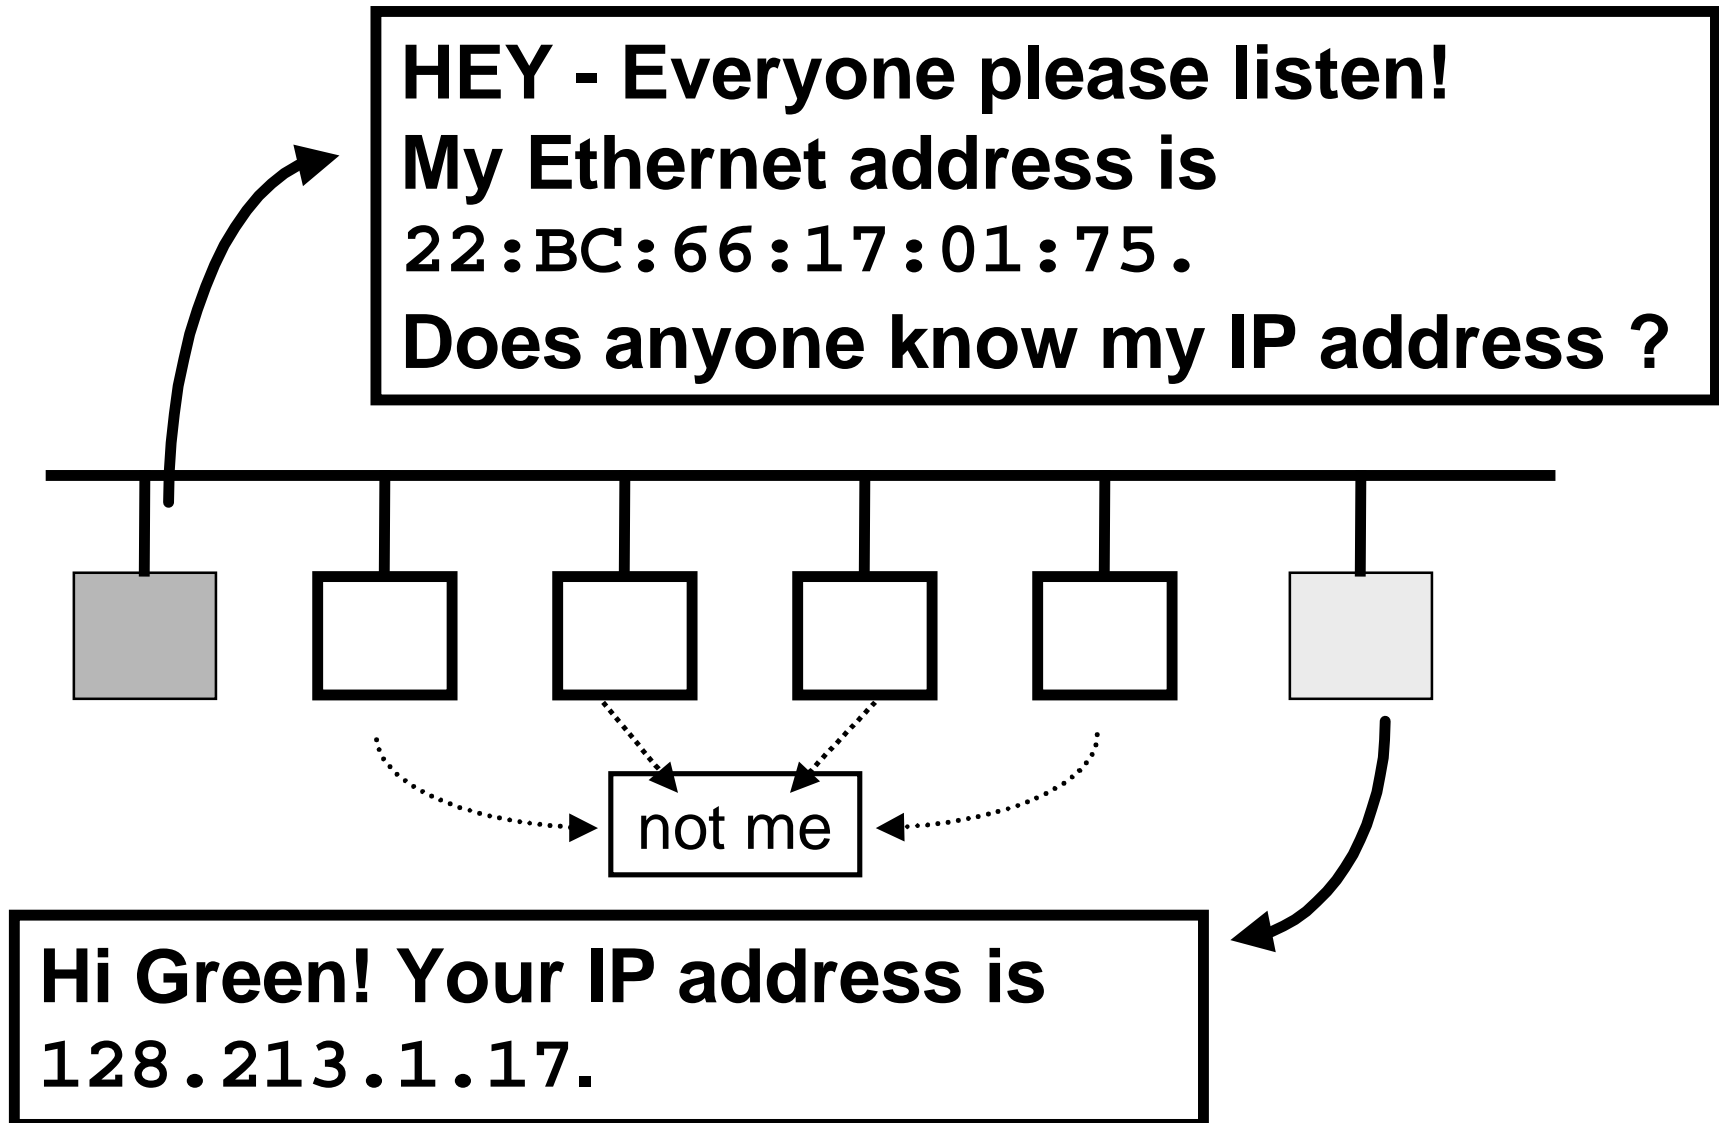 HEY - Everyone please listen!
My Ethernet address is
22:BC:66:17:01:75.
Does anyone know my IP address ?
not me
Hi Green! Your IP address is
128.213.1.17.